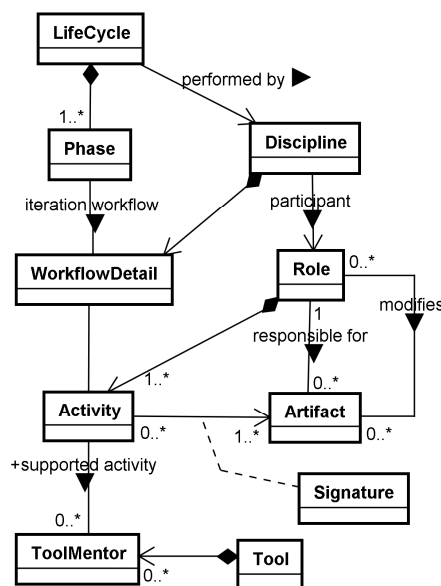 LifeCycle
performed by
1..*
Phase
Discipline
iteration workflow
participant
WorkflowDetail
Role
0..*
1
modifies
responsible for
1..*
0..*
Activity
0..*
1..*
Artifact
0..*
+supported activity
Signature
0..*
ToolMentor
0..*
Tool